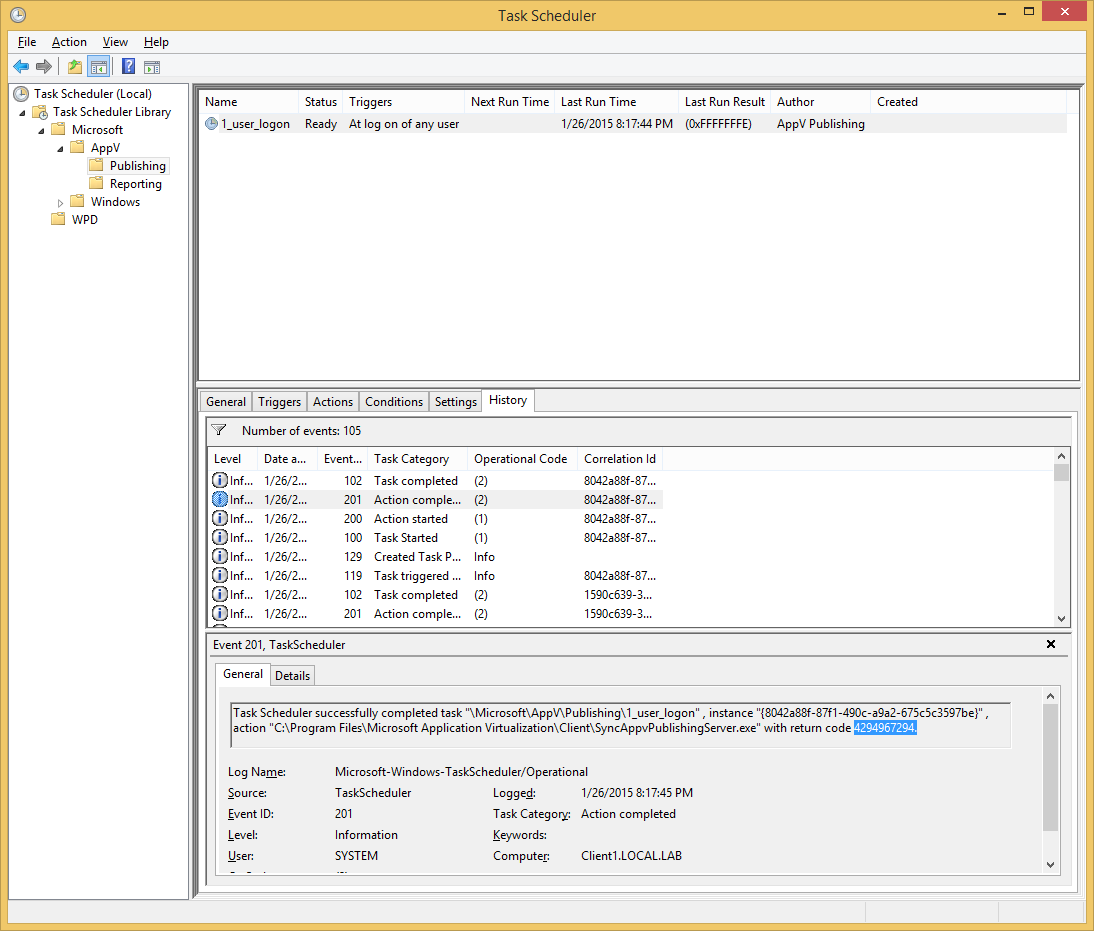 Task Scheduler
File Action View Help
Task Scheduler (Local)
Task Scheduler Library
Microsoft
AppV
Publishing
Reporting
Windows
WPD
Name Status Triggers Next Run Time Last Run Time Last Run Result Author Created
1_user_logon Ready At log on of any user 1/26/2015 8:17:44 PM (0xFFFFFFFE) AppV Publishing
General Triggers Actions Conditions Settings History
Number of events: 105
Level Date a... Event... Task Category Operational Code Correlation Id
Inf... 1/26/2... 102 Task completed (2) 8042a88f-87...
Inf... 1/26/2... 201 Action comple... (2) 8042a88f-87...
Inf... 1/26/2... 200 Action started (1) 8042a88f-87...
Inf... 1/26/2... 100 Task Started (1) 8042a88f-87...
Inf... 1/26/2... 129 Created Task P... Info
Inf... 1/26/2... 119 Task triggered ... Info 8042a88f-87...
Inf... 1/26/2... 102 Task completed (2) 1590c639-3...
Inf... 1/26/2... 201 Action comple... (2) 1590c639-3...
Event 201, TaskScheduler
General Details
Task Scheduler successfully completed task "\Microsoft\AppV\Publishing\1_user_logon" , instance "{8042a88f-87f1-490c-a9a2-675c5c3597be}" ,
action "C:\Program Files\Microsoft Application Virtualization\Client\SyncAppvPublishingServer.exe" with return code 4294967294.
Log Name: Microsoft-Windows-TaskScheduler/Operational
Source: TaskScheduler Logged: 1/26/2015 8:17:45 PM
Event ID: 201 Task Category: Action completed
Level: Information Keywords:
User: SYSTEM Computer: Client1.LOCAL.LAB